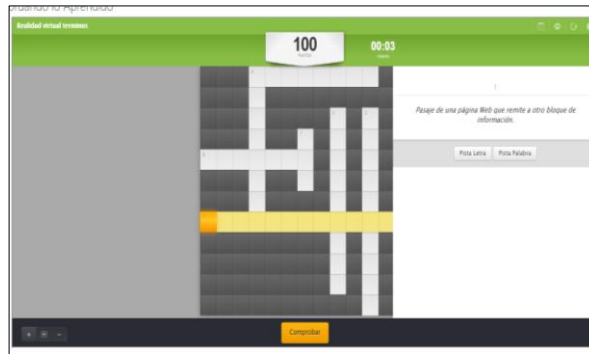 Realidad virtual terminos
100
00:03
Pasaje de una página Web que remite a otro bloque de
información.
Pista Letra
Pista Palabra
Comprobar